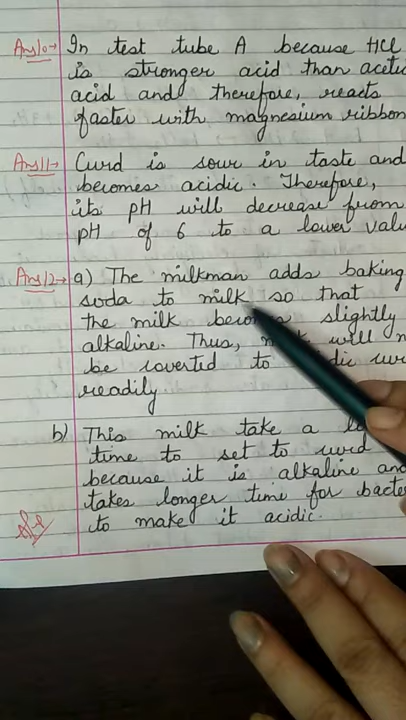 Ans10→ In test tube A because HCl
is stronger acid than acetic
acid and therefore, reacts
faster with magnesium ribbon
Ans11→ Curd is sour in taste and
becomes acidic. Therefore,
its pH will decrease from
pH of 6 to a lower valu
Ans12→ a) The milkman adds baking
soda to milk so that
the milk becomes slightly
alkaline. Thus, will
be coverted to
readily
b) This milk take a
time to set to curd
because it is alkaline and
takes longer time for bacte
to make it acidic.